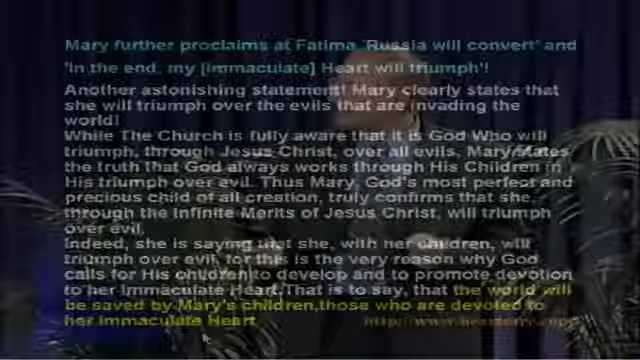 Mary further proclaims at Fatima 'Russia will convert' and
'in the end, my [Immaculate] Heart will triumph'!
Another astonishing statement! Mary clearly states that
she will triumph over the evils that are invading the
world!
While The Church is fully aware that it is God Who will
triumph, through Jesus Christ, over all evils, Mary states
the truth that God always works through His Children in
His triumph over evil. Thus Mary, God's most perfect and
precious child of all creation, truly confirms that she,
through the Infinite Merits of Jesus Christ, will triumph
over evil.
Indeed, she is saying that she, with her children, will
triumph over evil, for this is the very reason why God
calls for His children to develop and to promote devotion
to her Immaculate Heart. That is to say, that the world will
be saved by Mary's children, those who are devoted to
her Immaculate Heart